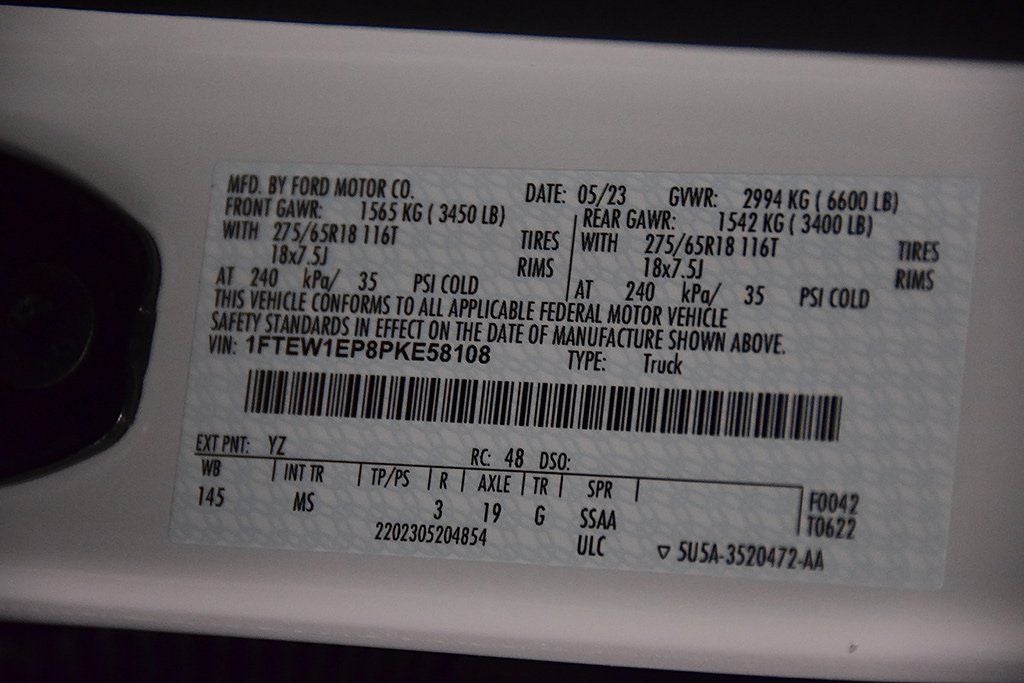 MFD. BY FORD MOTOR CO. DATE: 05/23 GVWR: 2994 KG ( 6600 LB)
FRONT GAWR: 1565 KG ( 3450 LB) REAR GAWR: 1542 KG ( 3400 LB)
WITH 275/65R18 116T TIRES WITH 275/65R18 116T TIRES
18x7.5J RIMS 18x7.5J RIMS
AT 240 kPa/ 35 PSI COLD AT 240 kPa/ 35 PSI COLD
THIS VEHICLE CONFORMS TO ALL APPLICABLE FEDERAL MOTOR VEHICLE
SAFETY STANDARDS IN EFFECT ON THE DATE OF MANUFACTURE SHOWN ABOVE.
VIN: 1FTEW1EP8PKE58108 TYPE: Truck
EXT PNT: YZ RC: 48 DSO:
WB INT TR TP/PS R AXLE TR SPR F0042
145 MS 3 19 G SSAA T0622
2202305204854 ULC ▽ 5U5A-3520472-AA